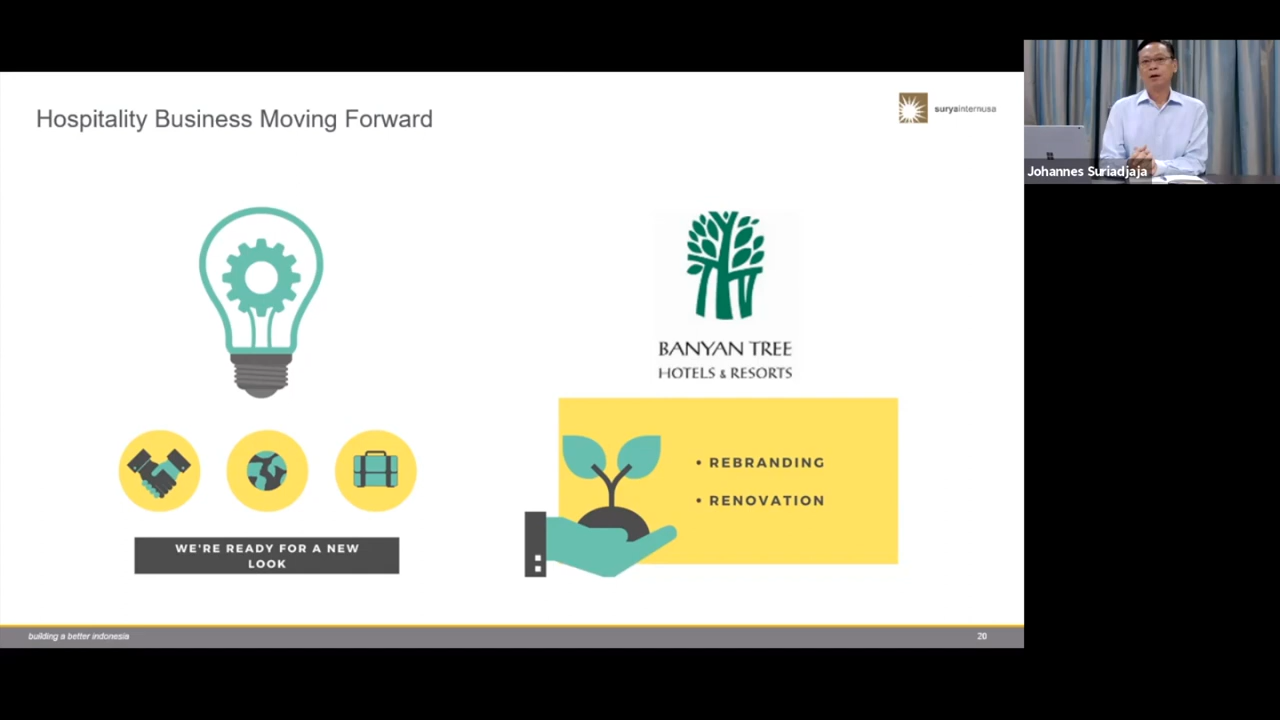 Hospitality Business Moving Forward
suryainternusa
Johannes Suriadjaja
BANYAN TREE
HOTELS & RESORTS
• REBRANDING
• RENOVATION
WE'RE READY FOR A NEW
LOOK
building a better indonesia
20